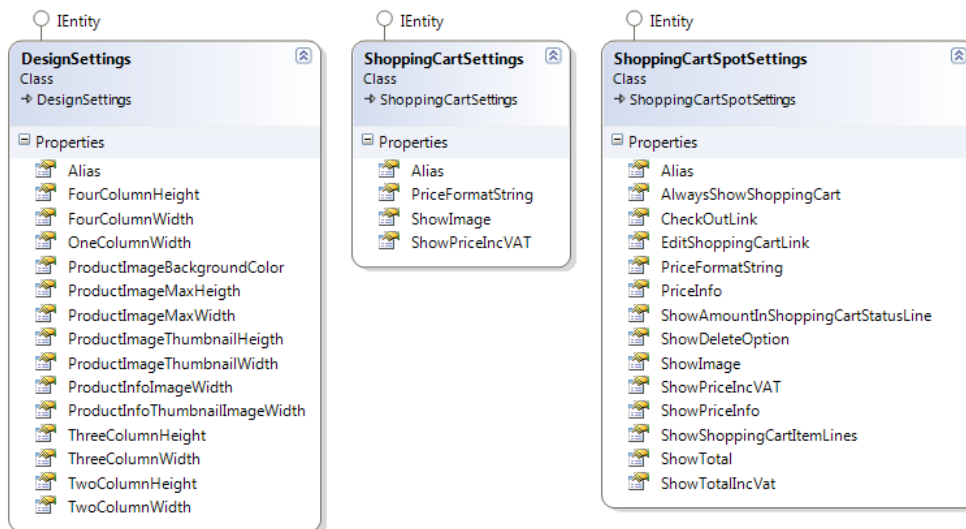 IEntity
DesignSettings
Class
DesignSettings
Properties
Alias
FourColumnHeight
FourColumnWidth
OneColumnWidth
ProductImageBackgroundColor
ProductImageMaxHeigth
ProductImageMaxWidth
ProductImageThumbnailHeigth
ProductImageThumbnailWidth
ProductInfoImageWidth
ProductInfoThumbnailImageWidth
ThreeColumnHeight
ThreeColumnWidth
TwoColumnHeight
TwoColumnWidth
IEntity
ShoppingCartSettings
Class
ShoppingCartSettings
Properties
Alias
PriceFormatString
ShowImage
ShowPriceIncVAT
IEntity
ShoppingCartSpotSettings
Class
ShoppingCartSpotSettings
Properties
Alias
AlwaysShowShoppingCart
CheckOutLink
EditShoppingCartLink
PriceFormatString
PriceInfo
ShowAmountInShoppingCartStatusLine
ShowDeleteOption
ShowImage
ShowPriceIncVAT
ShowPriceInfo
ShowShoppingCartItemLines
ShowTotal
ShowTotalIncVat